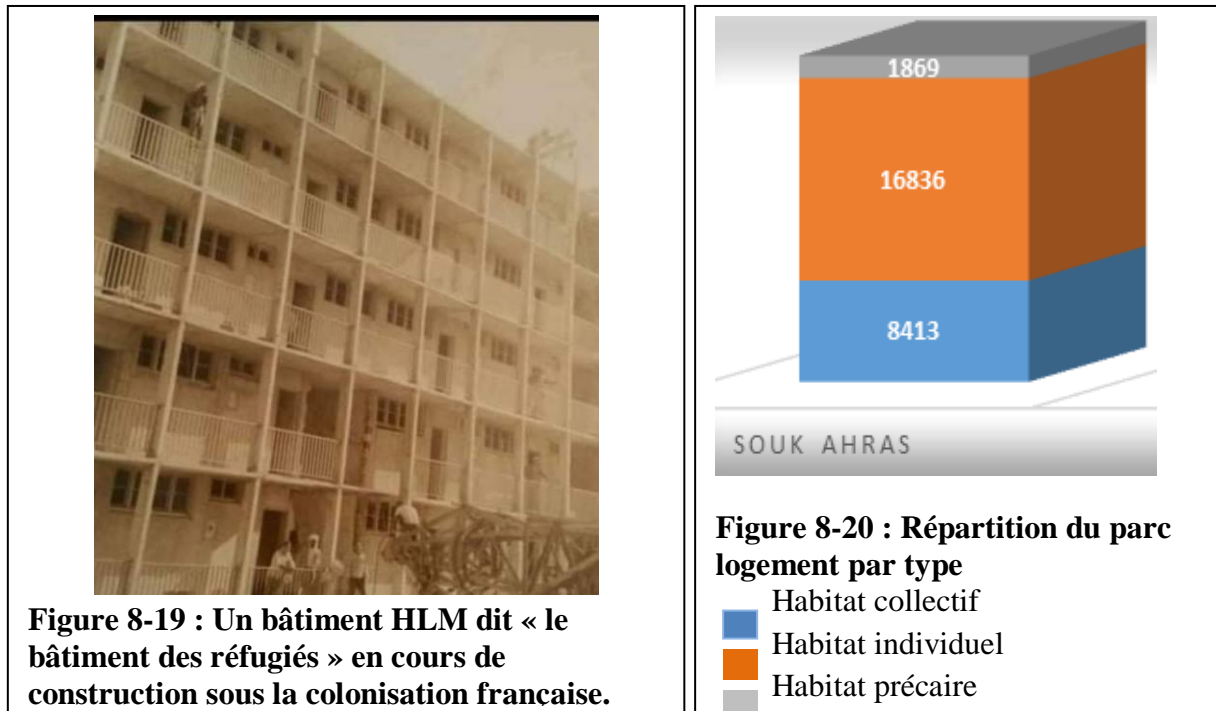 Figure 8-19 : Un bâtiment HLM dit « le
bâtiment des réfugiés » en cours de
construction sous la colonisation française.
1869
16836
8413
SOUK AHRAS
Figure 8-20 : Répartition du parc
logement par type
Habitat collectif
Habitat individuel
Habitat précaire